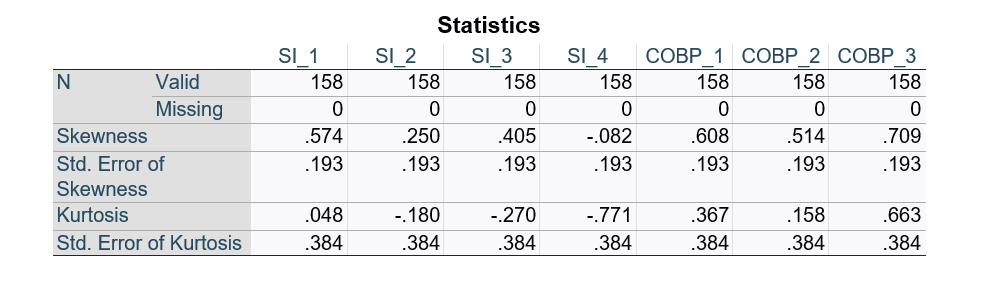 Statistics
SI_1 SI_2 SI_3 SI_4 COBP_1 COBP_2 COBP_3
N Valid 158 158 158 158 158 158 158
Missing 0 0 0 0 0 0 0
Skewness .574 .250 .405 -.082 .608 .514 .709
Std. Error of Skewness .193 .193 .193 .193 .193 .193 .193
Kurtosis .048 -.180 -.270 -.771 .367 .158 .663
Std. Error of Kurtosis .384 .384 .384 .384 .384 .384 .384